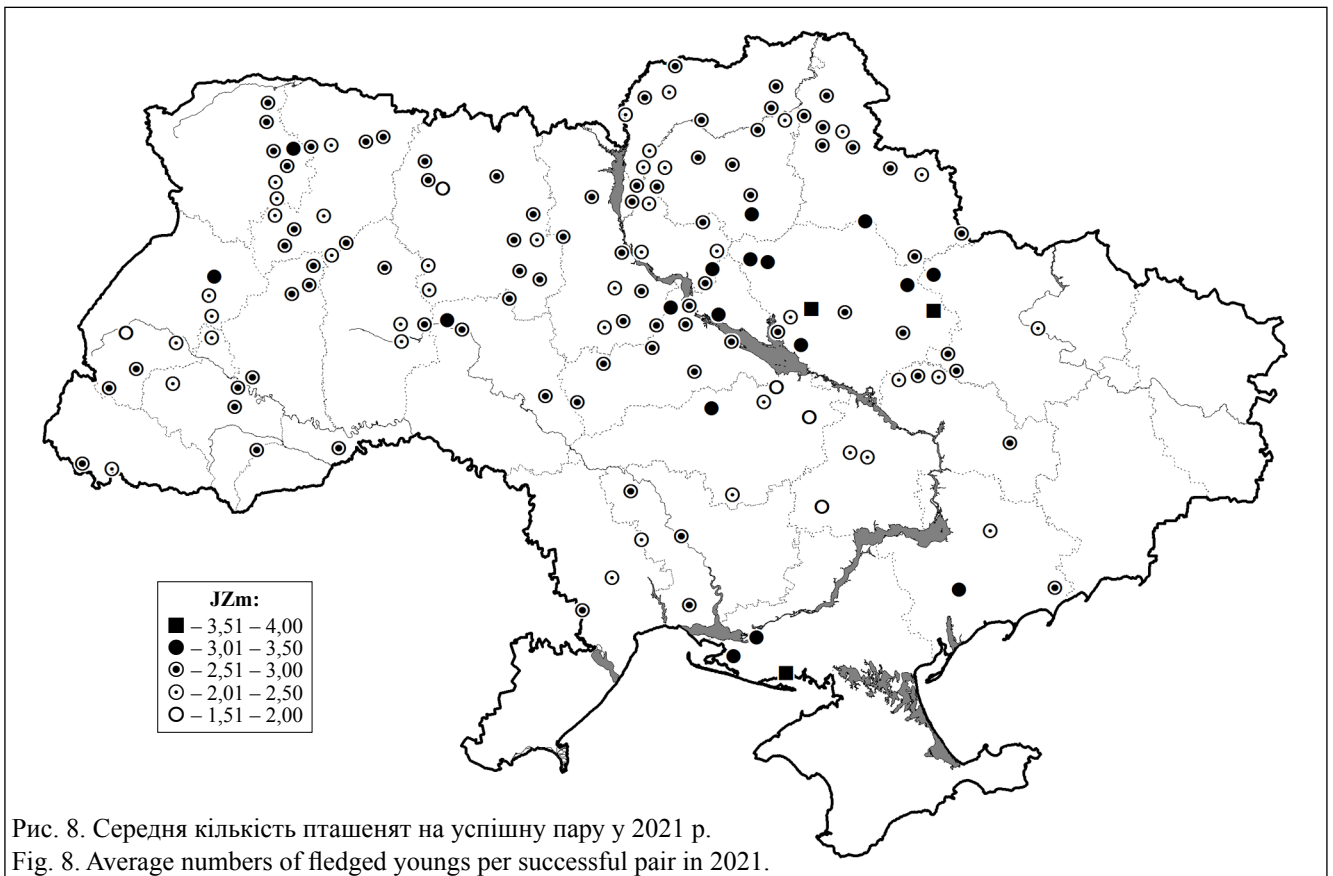 JZm:
■ – 3,51 – 4,00
● – 3,01 – 3,50
◉ – 2,51 – 3,00
⊙ – 2,01 – 2,50
○ – 1,51 – 2,00
Рис. 8. Середня кількість пташенят на успішну пару у 2021 р.
Fig. 8. Average numbers of fledged youngs per successful pair in 2021.